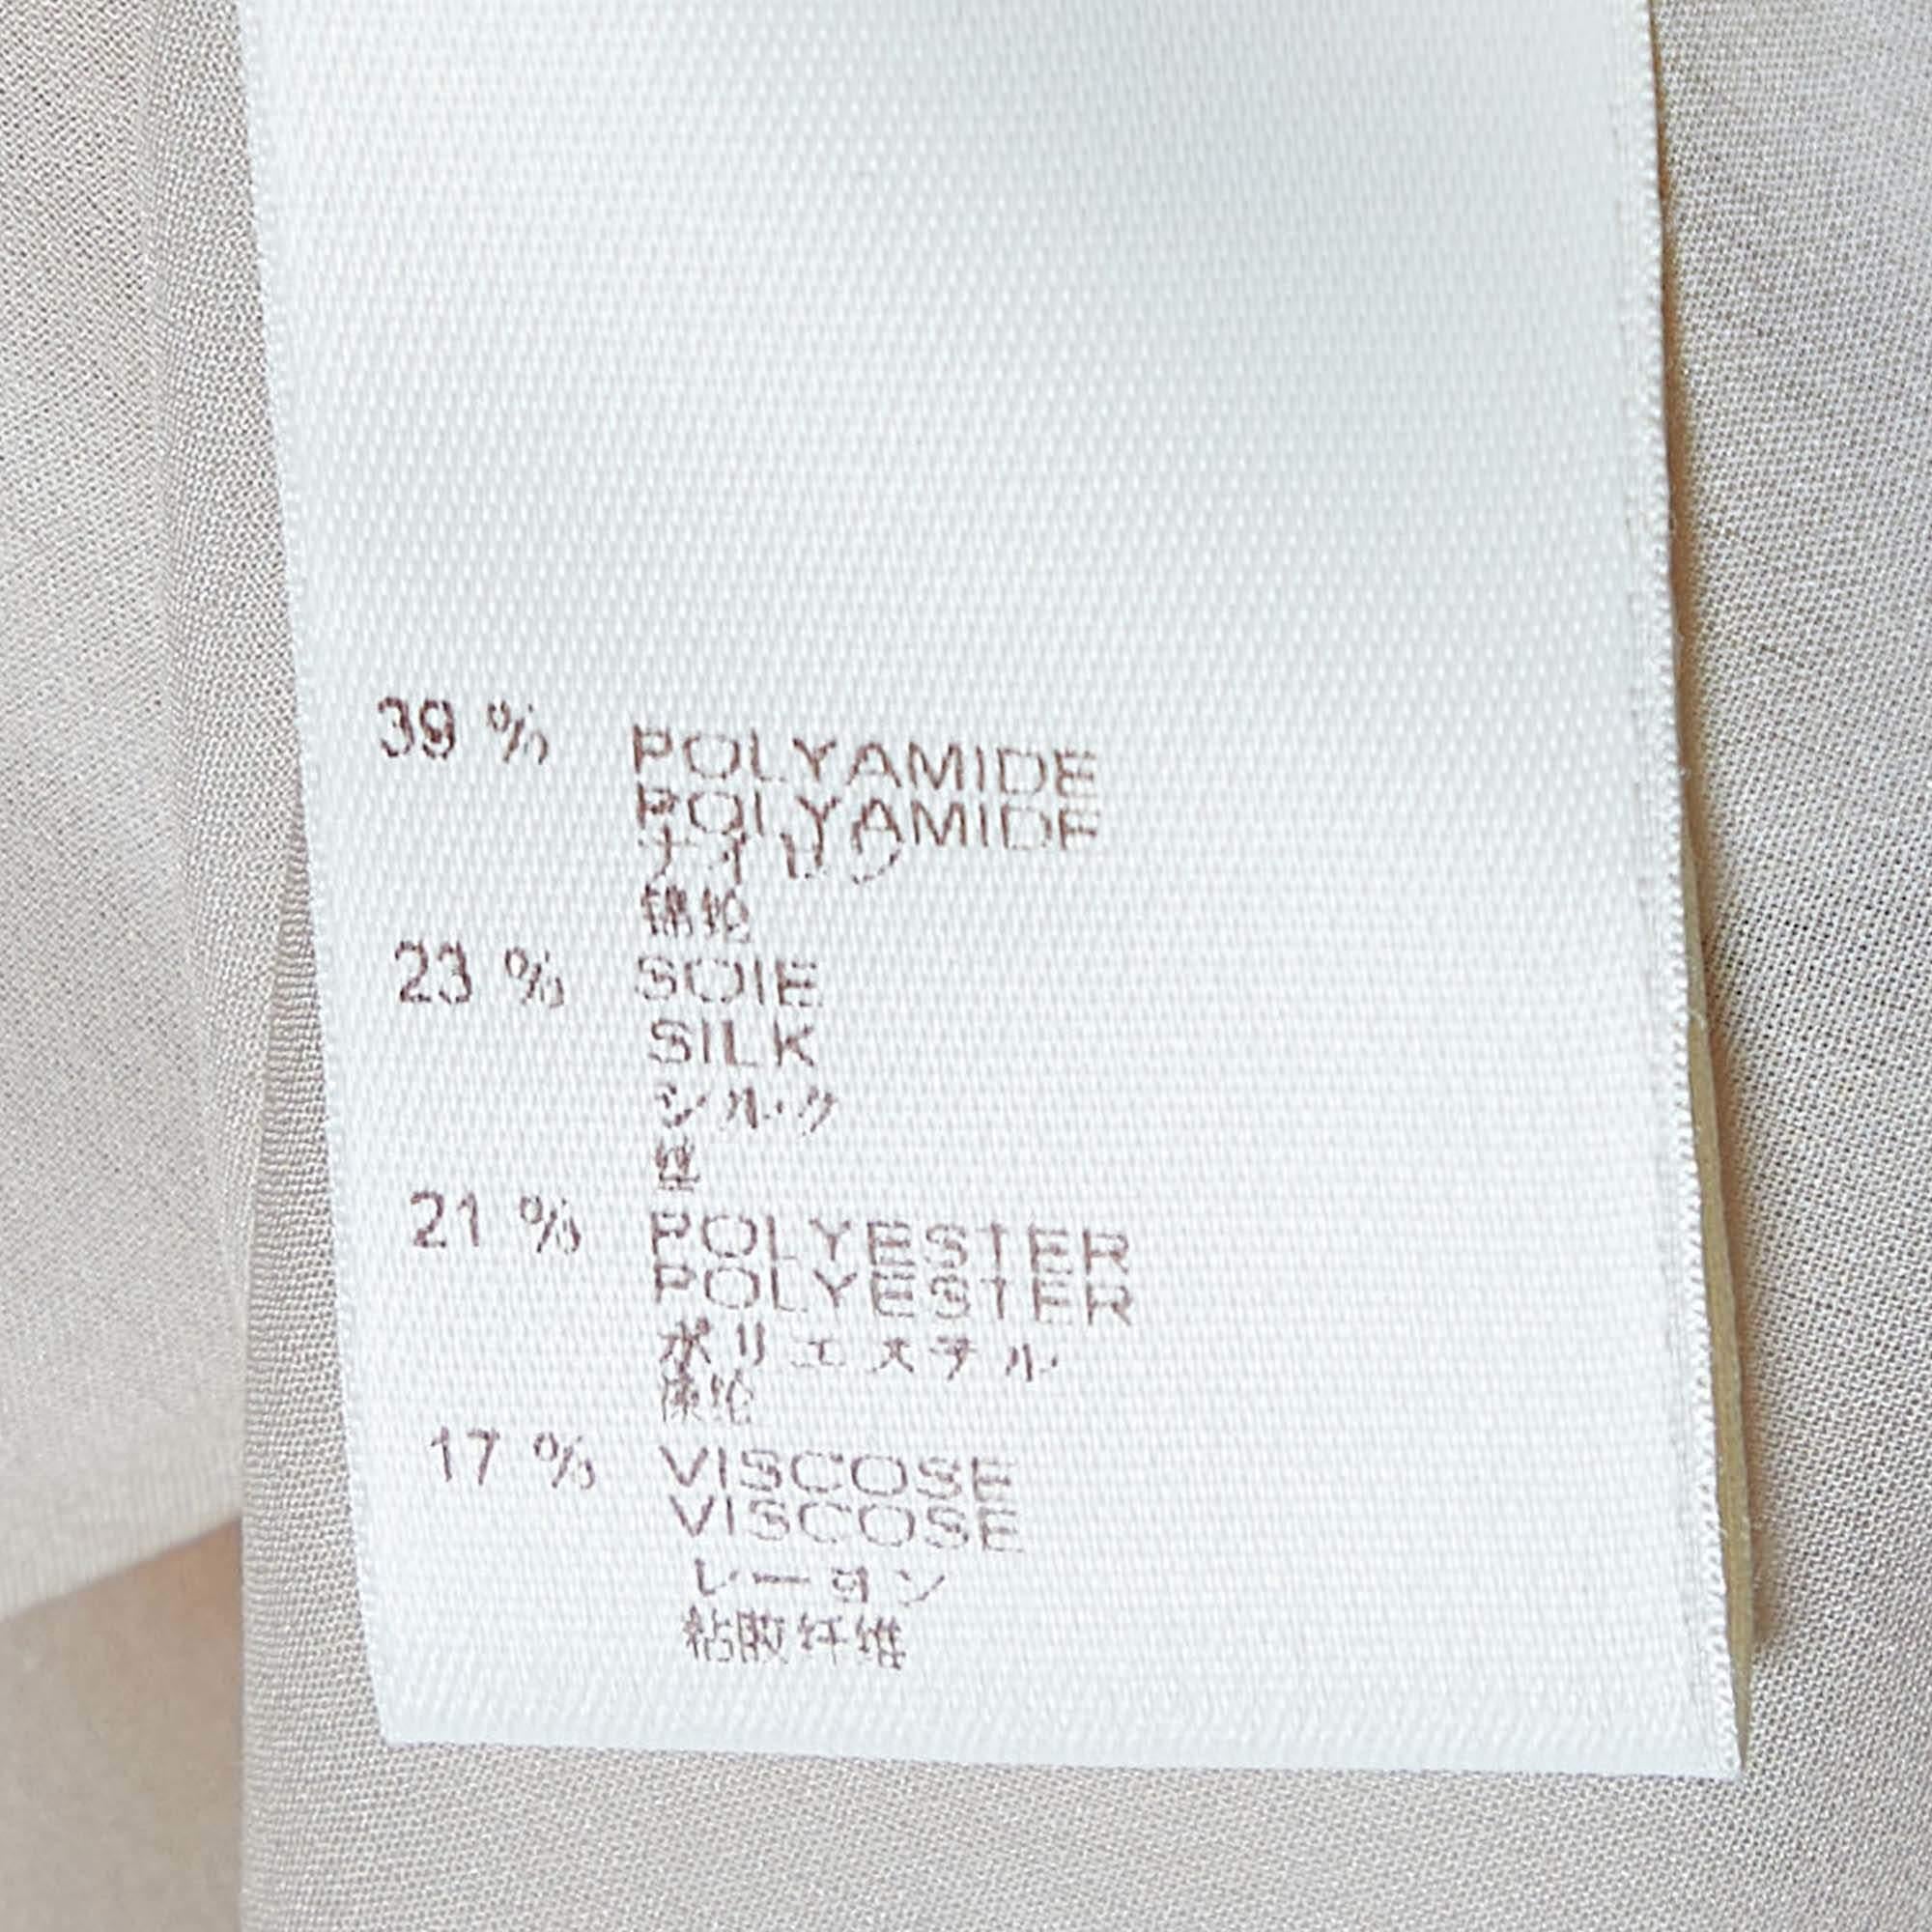 39 % POLYAMIDE
POLYAMIDE
ナイロン
锦纶
23 % SOIE
SILK
シルク
丝
21 % POLYESTER
POLYESTER
ポリエステル
涤纶
17 % VISCOSE
VISCOSE
レーヨン
粘胶纤维